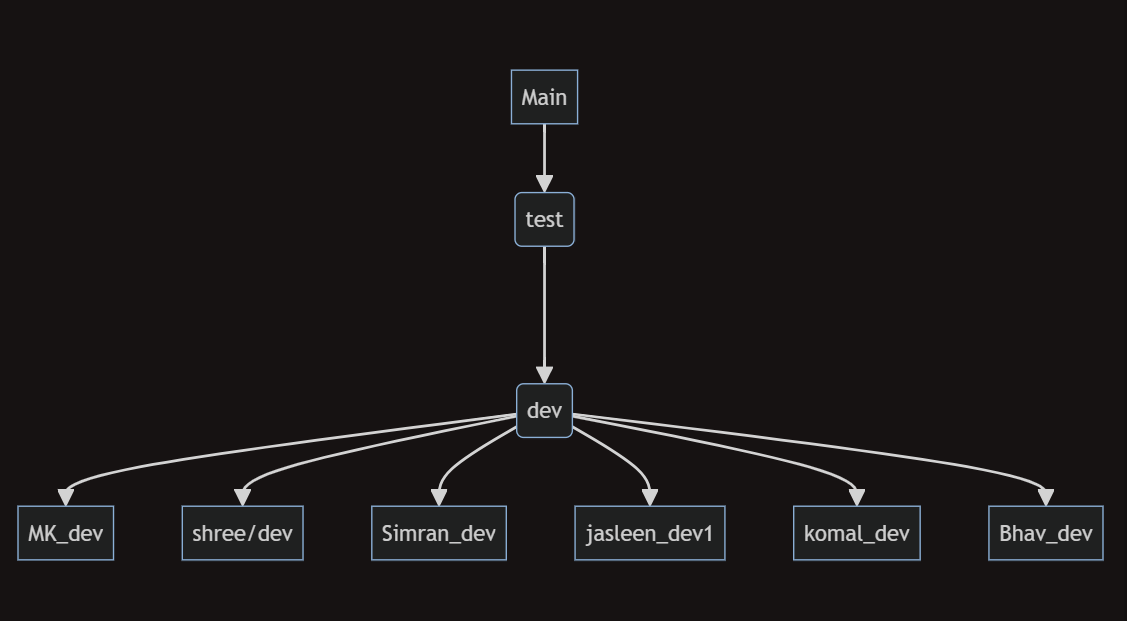 Main
test
dev
MK_dev
shree/dev
Simran_dev
jasleen_dev1
komal_dev
Bhav_dev